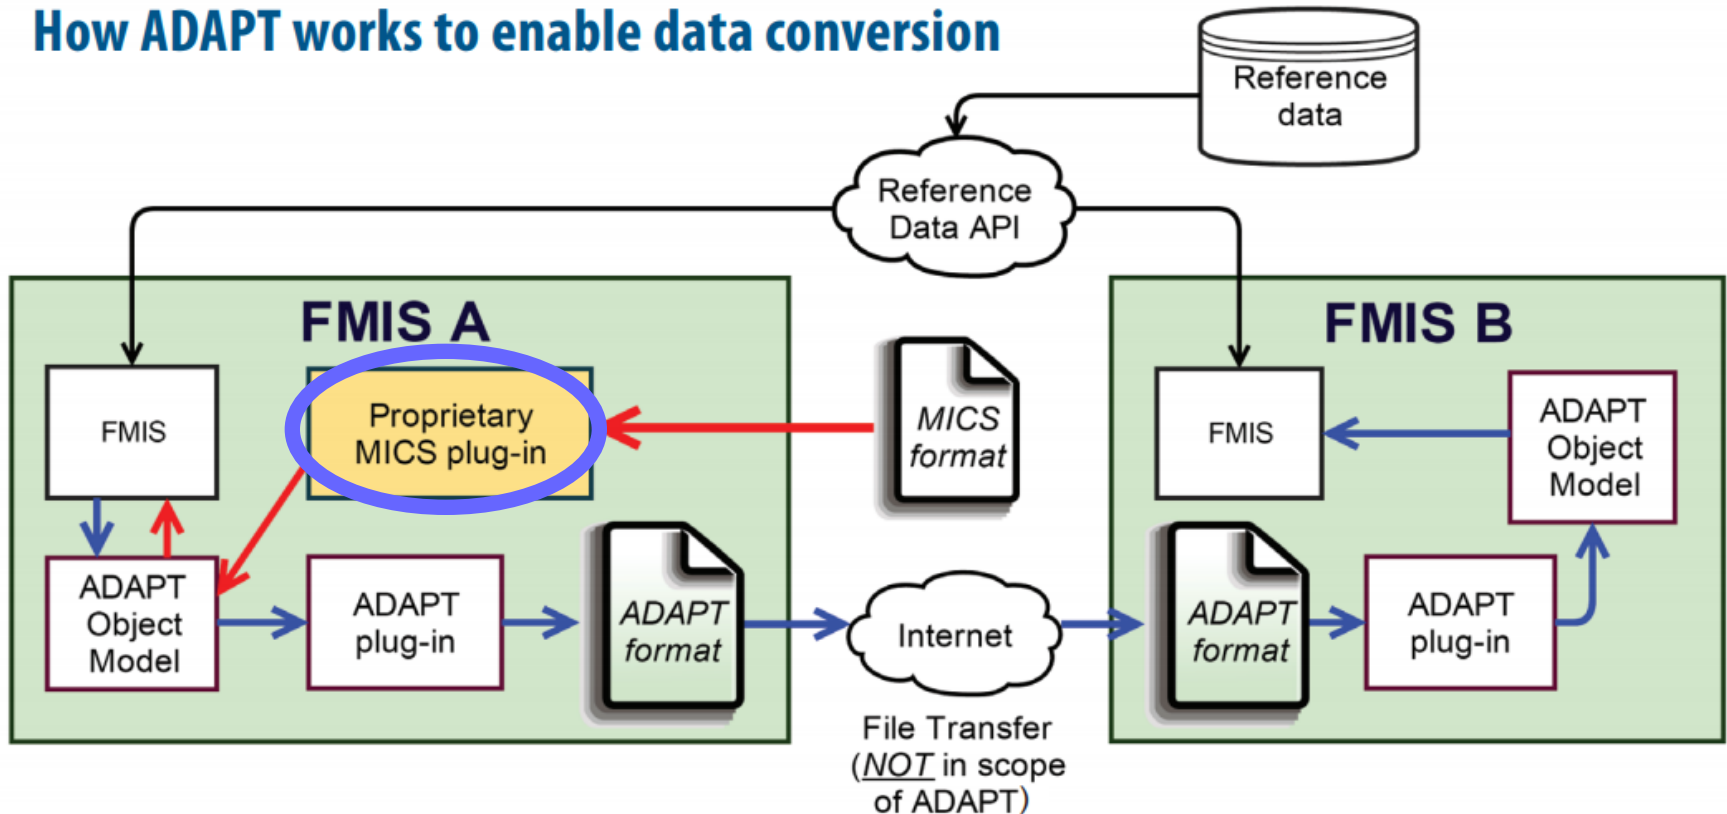 How ADAPT works to enable data conversion
Reference
data
Reference
Data API
FMIS A
FMIS
Proprietary
MICS plug-in
MICS
format
ADAPT
Object
Model
ADAPT
plug-in
ADAPT
format
Internet
File Transfer
(NOT in scope
of ADAPT)
FMIS B
FMIS
ADAPT
Object
Model
ADAPT
format
ADAPT
plug-in